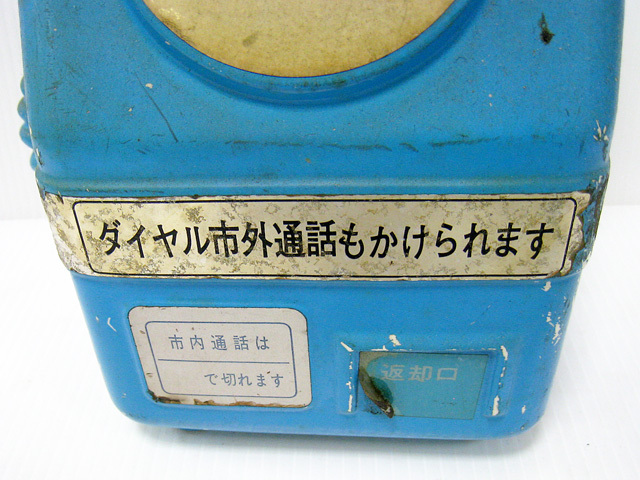 ダイヤル市外通話もかけられます
市内通話は
で切れます
返却口